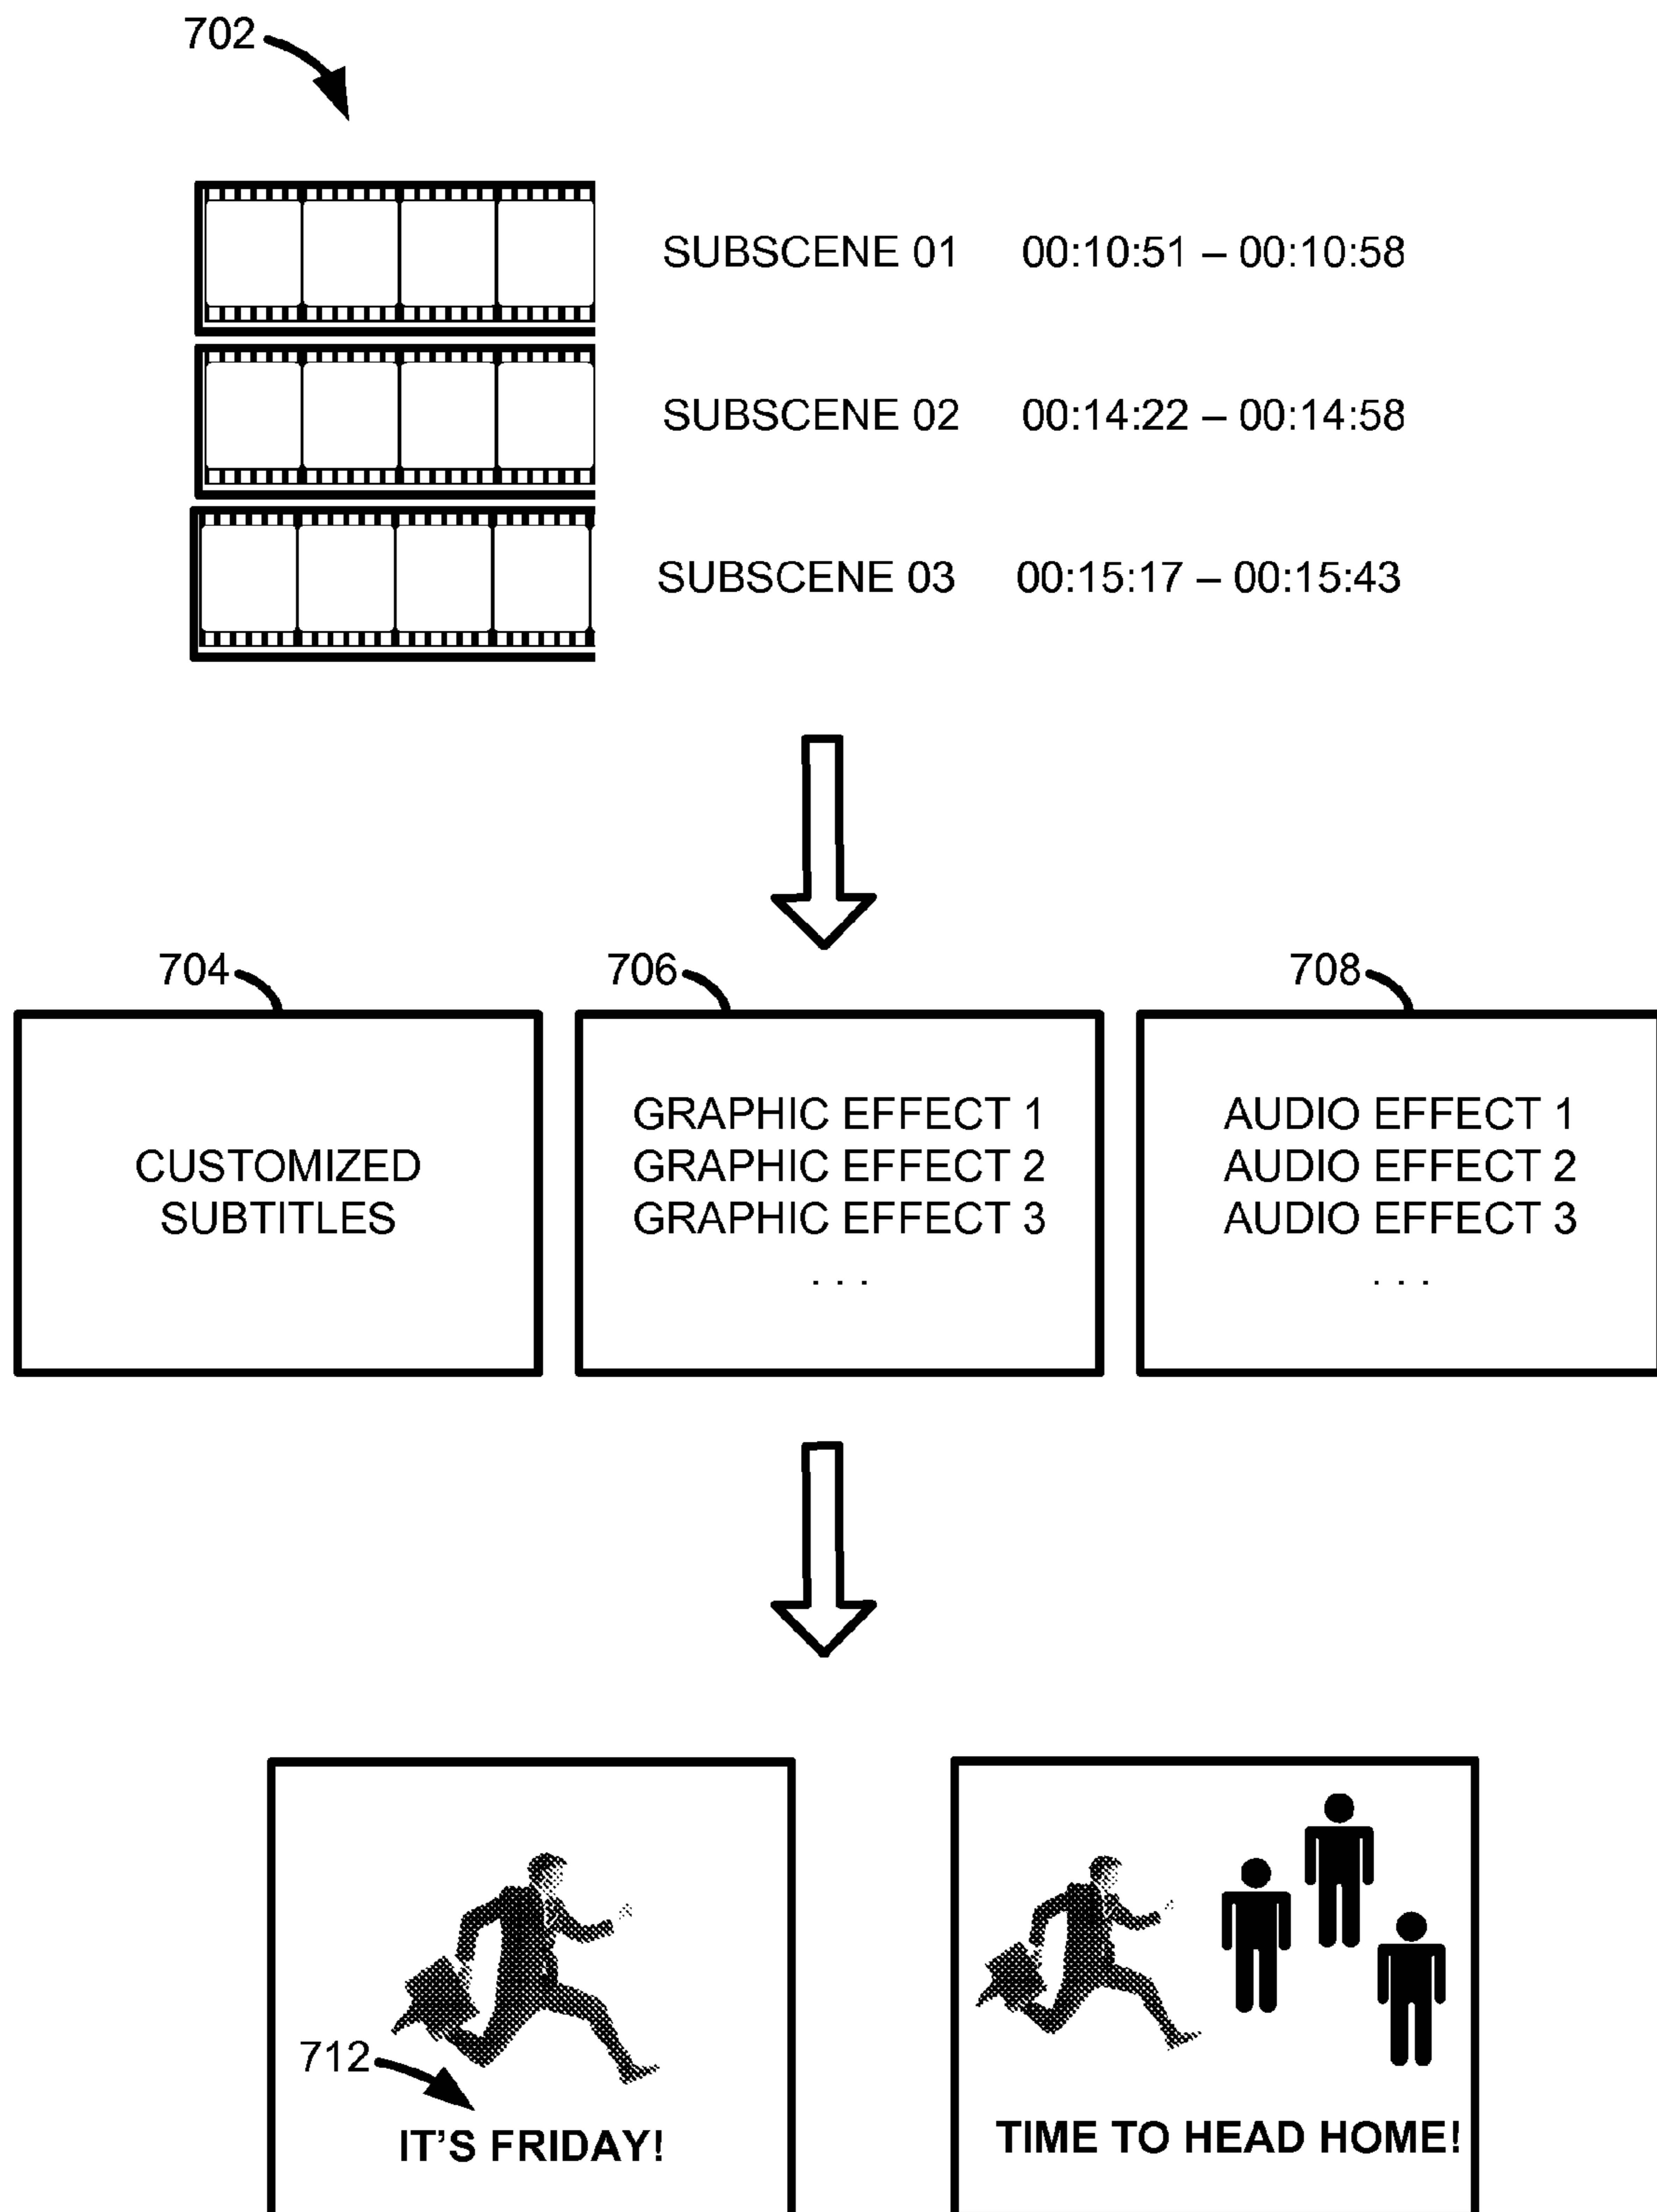 702
SUBSCENE 01 00:10:51 – 00:10:58
SUBSCENE 02 00:14:22 – 00:14:58
SUBSCENE 03 00:15:17 – 00:15:43
704
706
708
CUSTOMIZED
SUBTITLES
GRAPHIC EFFECT 1
GRAPHIC EFFECT 2
GRAPHIC EFFECT 3
. . .
AUDIO EFFECT 1
AUDIO EFFECT 2
AUDIO EFFECT 3
. . .
712
IT’S FRIDAY!
TIME TO HEAD HOME!